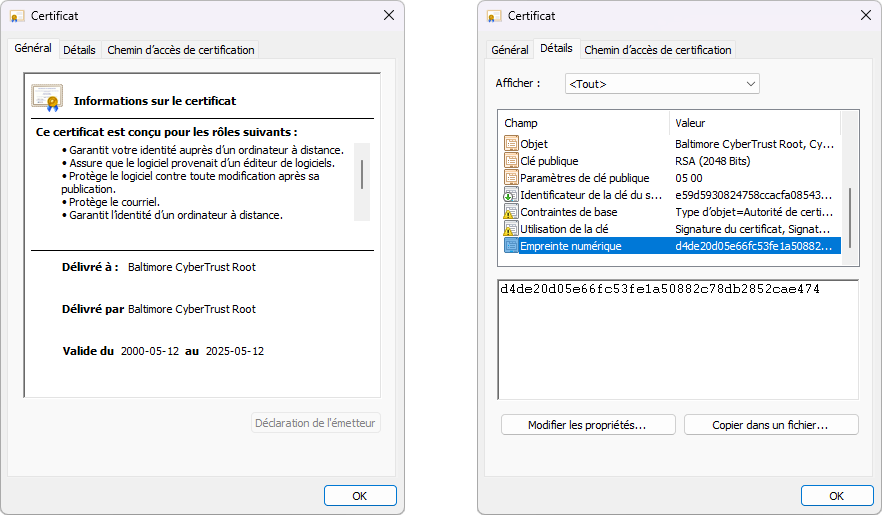 Certificat
Général
Détails
Chemin d'accès de certification
Informations sur le certificat
Ce certificat est conçu pour les rôles suivants :
• Garantit votre identité auprès d'un ordinateur à distance.
• Assure que le logiciel provenait d'un éditeur de logiciels.
• Protège le logiciel contre toute modification après sa
publication.
• Protège le courriel.
• Garantit l'identité d'un ordinateur à distance.
Délivré à : Baltimore CyberTrust Root
Délivré par Baltimore CyberTrust Root
Valide du 2000-05-12 au 2025-05-12
Déclaration de l'émetteur
OK
Certificat
Général
Détails
Chemin d'accès de certification
Afficher : <Tout>
Champ Valeur
Objet Baltimore CyberTrust Root, Cy...
Clé publique RSA (2048 Bits)
Paramètres de clé publique 05 00
Identificateur de la clé du s... e59d5930824758ccacfa08543...
Contraintes de base Type d'objet=Autorité de certi...
Utilisation de la clé Signature du certificat, Signat...
Empreinte numérique d4de20d05e66fc53fe1a50882...
d4de20d05e66fc53fe1a50882c78db2852cae474
Modifier les propriétés...
Copier dans un fichier...
OK